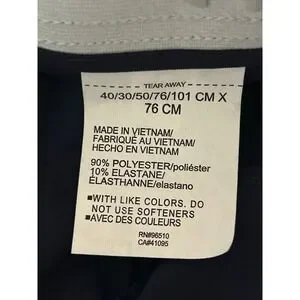 TEAR AWAY
40/30/50/76/101 CM X
76 CM
MADE IN VIETNAM/
FABRIQUÉ AU VIETNAM/
HECHO EN VIETNAM
90% POLYESTER/poliéster
10% ELASTANE/
ÉLASTHANNE/elastano
■WITH LIKE COLORS. DO
NOT USE SOFTENERS
■AVEC DES COULEURS
RN#96510
CA#41095